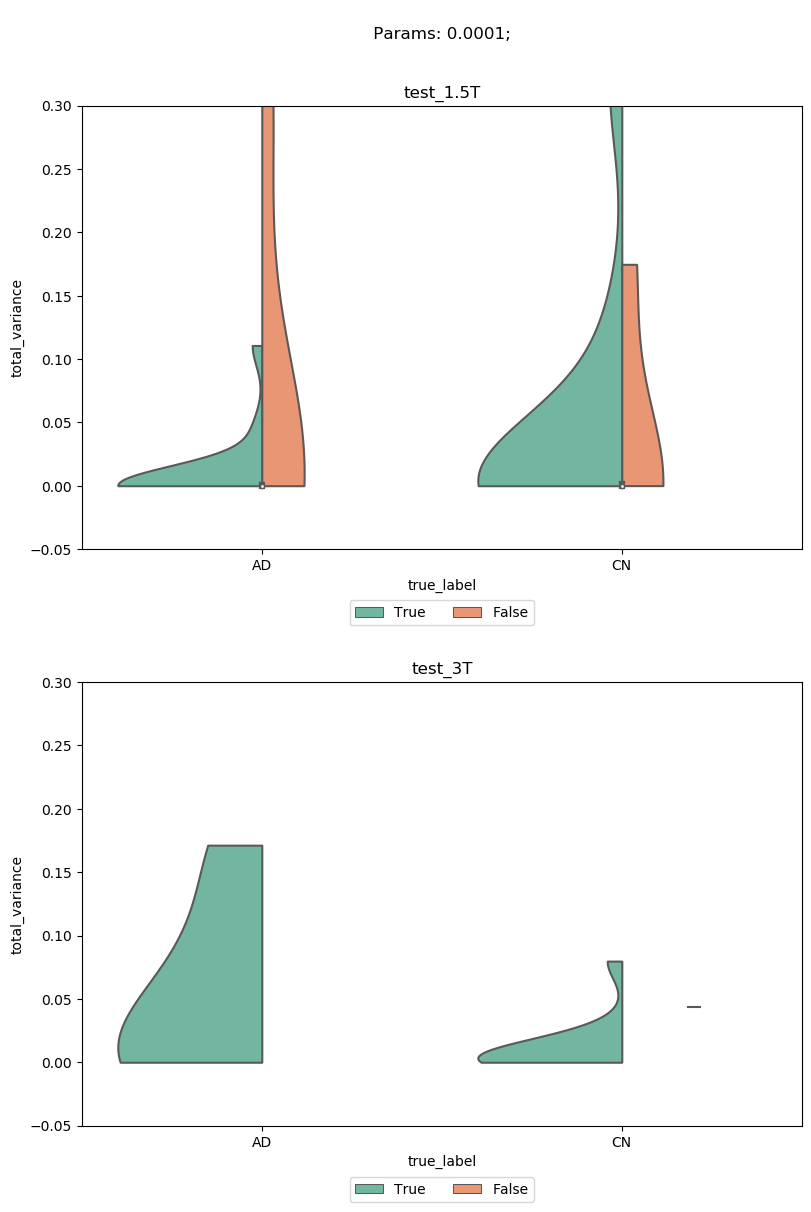 Params: 0.0001;
test_1.5T
0.30
0.25
0.20
0.15
0.10
0.05
0.00
−0.05
total_variance
AD CN
true_label
True False
test_3T
0.30
0.25
0.20
0.15
0.10
0.05
0.00
−0.05
total_variance
AD CN
true_label
True False